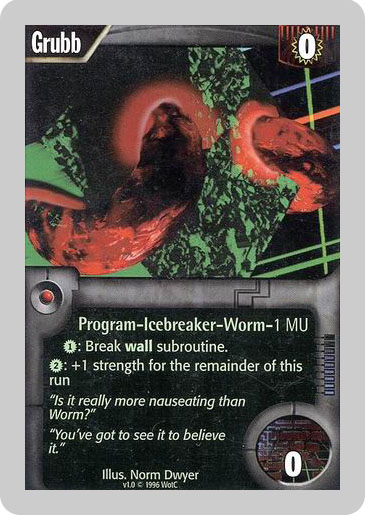 Grubb
0
Program-Icebreaker-Worm-1 MU
1: Break wall subroutine.
2: +1 strength for the remainder of this
run
“Is it really more nauseating than
Worm?”
“You’ve got to see it to believe
it.”
0
Illus. Norm Dwyer
v1.0 © 1996 WotC